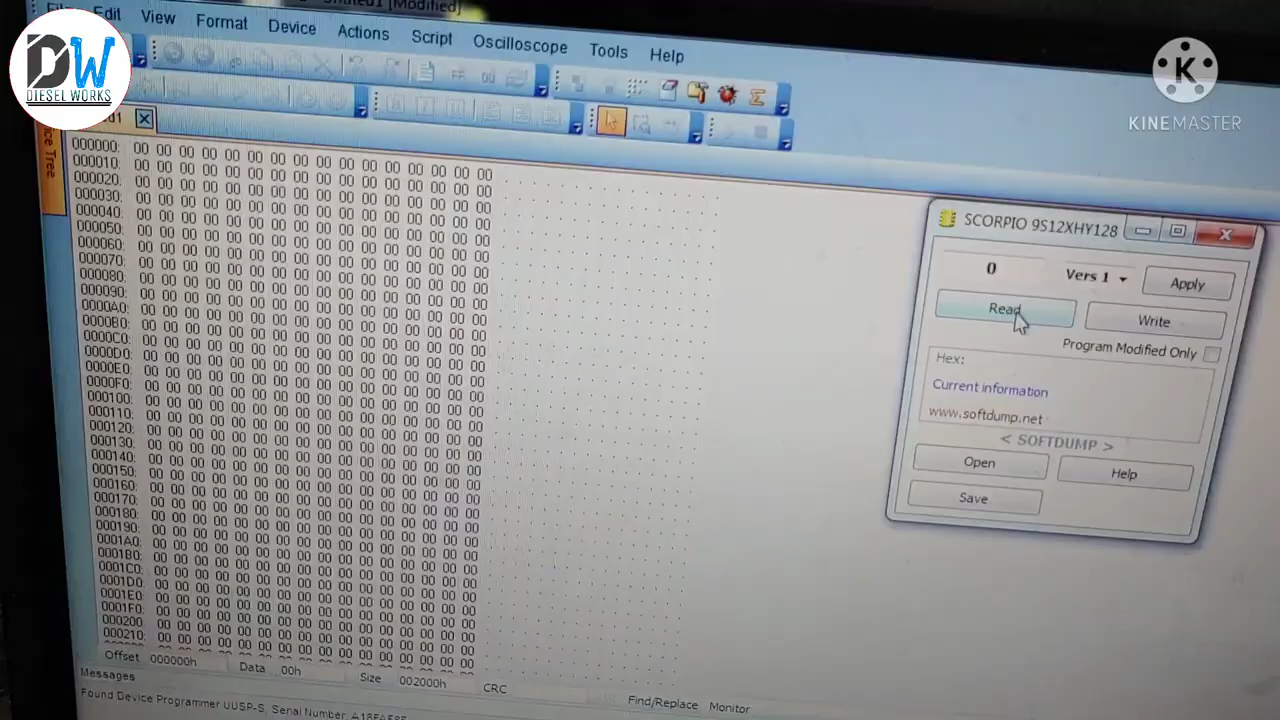 Edit View Format Device Actions Script Oscilloscope Tools Help
[Modified]
DW
DIESEL WORKS
K
KINEMASTER
000000: 00 00 00 00 00 00 00 00 00 00 00 00 00 00 00 00
000010: 00 00 00 00 00 00 00 00 00 00 00 00 00 00 00 00
000020: 00 00 00 00 00 00 00 00 00 00 00 00 00 00 00 00
000030: 00 00 00 00 00 00 00 00 00 00 00 00 00 00 00 00
000040: 00 00 00 00 00 00 00 00 00 00 00 00 00 00 00 00
000050: 00 00 00 00 00 00 00 00 00 00 00 00 00 00 00 00
000060: 00 00 00 00 00 00 00 00 00 00 00 00 00 00 00 00
000070: 00 00 00 00 00 00 00 00 00 00 00 00 00 00 00 00
000080: 00 00 00 00 00 00 00 00 00 00 00 00 00 00 00 00
000090: 00 00 00 00 00 00 00 00 00 00 00 00 00 00 00 00
0000A0: 00 00 00 00 00 00 00 00 00 00 00 00 00 00 00 00
0000B0: 00 00 00 00 00 00 00 00 00 00 00 00 00 00 00 00
0000C0: 00 00 00 00 00 00 00 00 00 00 00 00 00 00 00 00
0000D0: 00 00 00 00 00 00 00 00 00 00 00 00 00 00 00 00
0000E0: 00 00 00 00 00 00 00 00 00 00 00 00 00 00 00 00
0000F0: 00 00 00 00 00 00 00 00 00 00 00 00 00 00 00 00
000100: 00 00 00 00 00 00 00 00 00 00 00 00 00 00 00 00
000110: 00 00 00 00 00 00 00 00 00 00 00 00 00 00 00 00
000120: 00 00 00 00 00 00 00 00 00 00 00 00 00 00 00 00
000130: 00 00 00 00 00 00 00 00 00 00 00 00 00 00 00 00
000140: 00 00 00 00 00 00 00 00 00 00 00 00 00 00 00 00
000150: 00 00 00 00 00 00 00 00 00 00 00 00 00 00 00 00
000160: 00 00 00 00 00 00 00 00 00 00 00 00 00 00 00 00
000170: 00 00 00 00 00 00 00 00 00 00 00 00 00 00 00 00
000180: 00 00 00 00 00 00 00 00 00 00 00 00 00 00 00 00
000190: 00 00 00 00 00 00 00 00 00 00 00 00 00 00 00 00
0001A0: 00 00 00 00 00 00 00 00 00 00 00 00 00 00 00 00
0001B0: 00 00 00 00 00 00 00 00 00 00 00 00 00 00 00 00
0001C0: 00 00 00 00 00 00 00 00 00 00 00 00 00 00 00 00
0001D0: 00 00 00 00 00 00 00 00 00 00 00 00 00 00 00 00
0001E0: 00 00 00 00 00 00 00 00 00 00 00 00 00 00 00 00
0001F0: 00 00 00 00 00 00 00 00 00 00 00 00 00 00 00 00
000200: 00 00 00 00 00 00 00 00 00 00 00 00 00 00 00 00
000210: 00 00 00 00 00 00 00 00 00 00 00 00 00 00 00 00
SCORPIO 9S12XHY128
0 Vers 1 Apply
Read Write
Program Modified Only
Hex:
Current information
www.softdump.net
< SOFTDUMP >
Open Help
Save
Offset 000000h Data 00h Size 002000h CRC
Find/Replace Monitor
Messages
Found Device Programmer UUSP-S, Serial Number